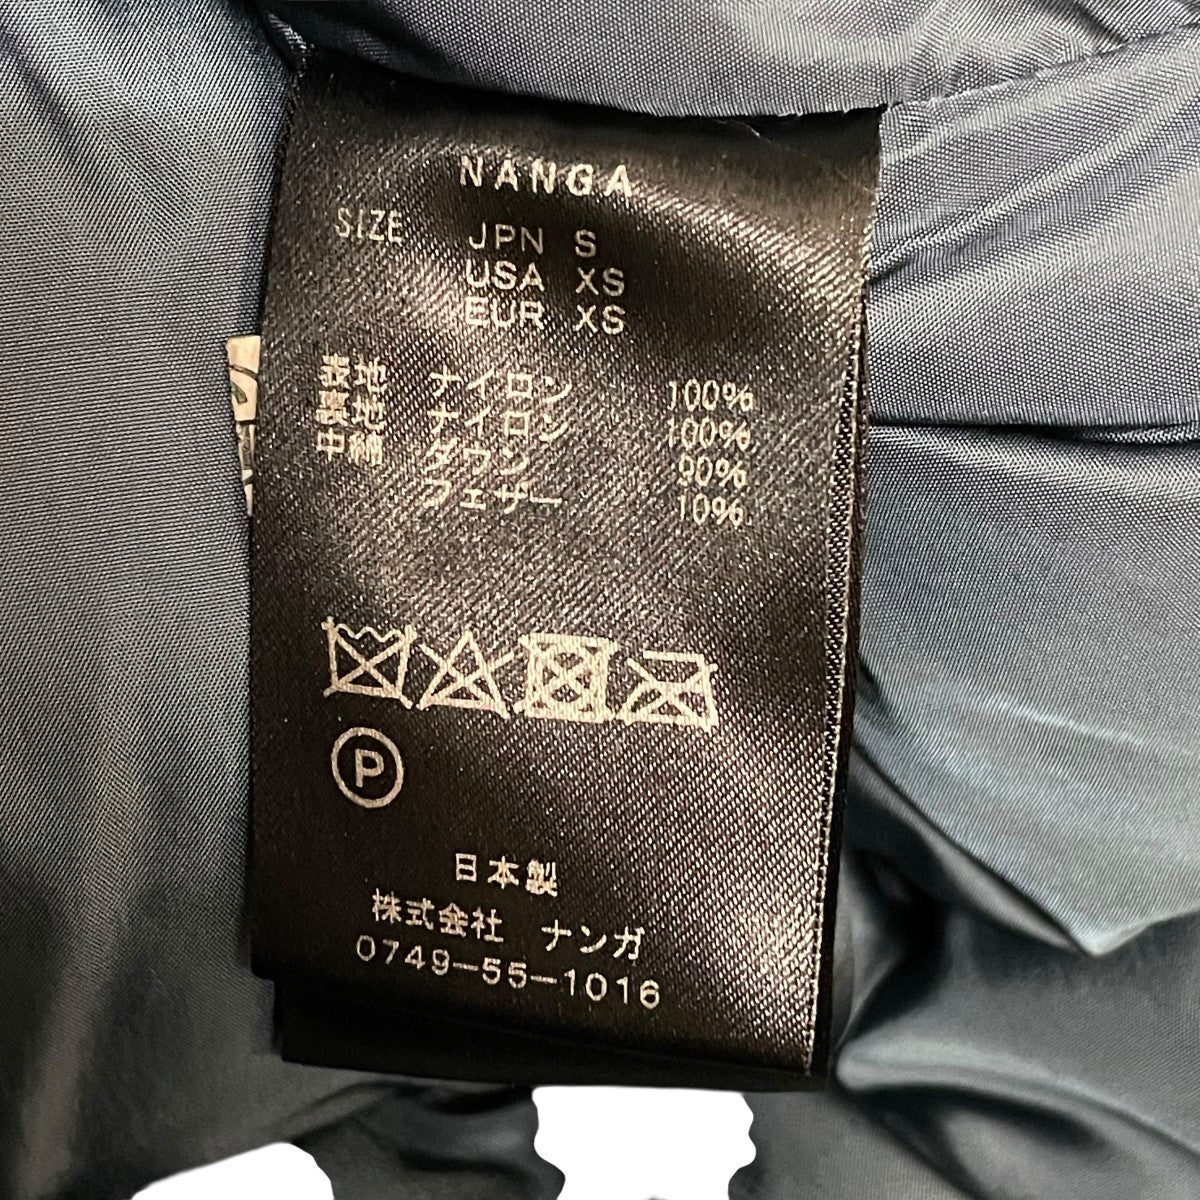 NANGA
SIZE JPN S
USA XS
EUR XS
表地 ナイロン 100%
裏地 ナイロン 100%
中綿 ダウン 90%
フェザー 10%
P
日本製
株式会社 ナンガ
0749-55-1016